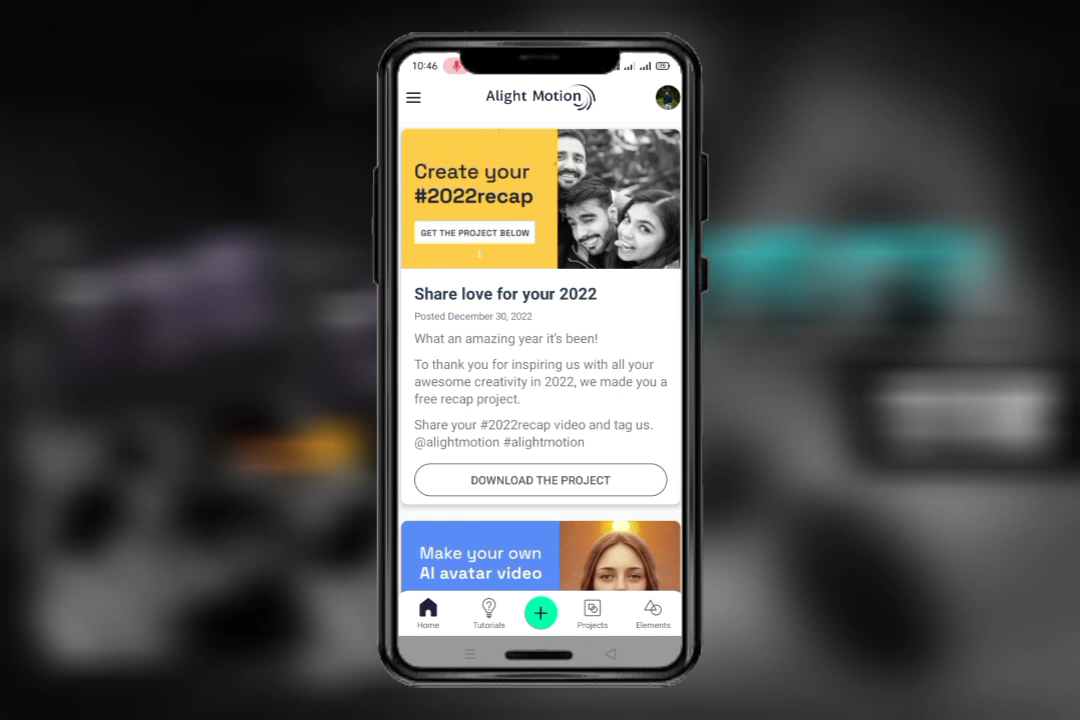 10:46
35
Alight Motion
Create your
#2022recap
GET THE PROJECT BELOW
Share love for your 2022
Posted December 30, 2022
What an amazing year it's been!
To thank you for inspiring us with all your
awesome creativity in 2022, we made you a
free recap project.
Share your #2022recap video and tag us.
@alightmotion #alightmotion
DOWNLOAD THE PROJECT
Make your own
AI avatar video
Home
Tutorials
Projects
Elements